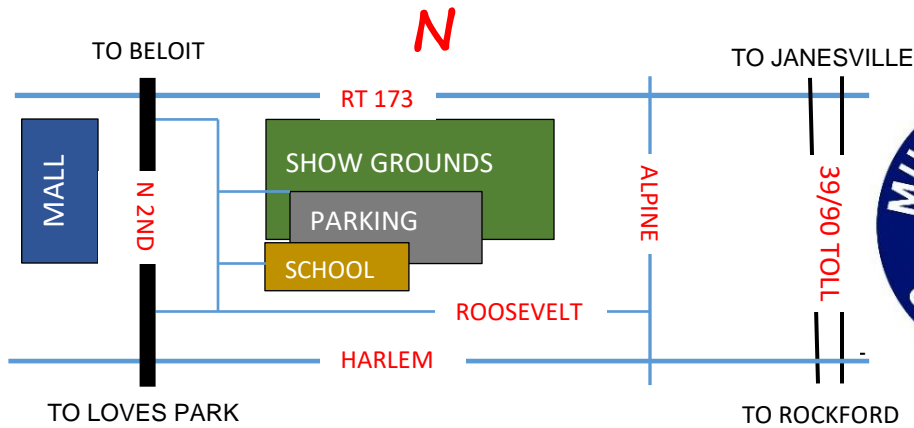 N
TO BELOIT
TO JANESVILLE
RT 173
MALL
N 2ND
SHOW GROUNDS
PARKING
SCHOOL
ALPINE
39/90 TOLL
ROOSEVELT
HARLEM
TO LOVES PARK
TO ROCKFORD